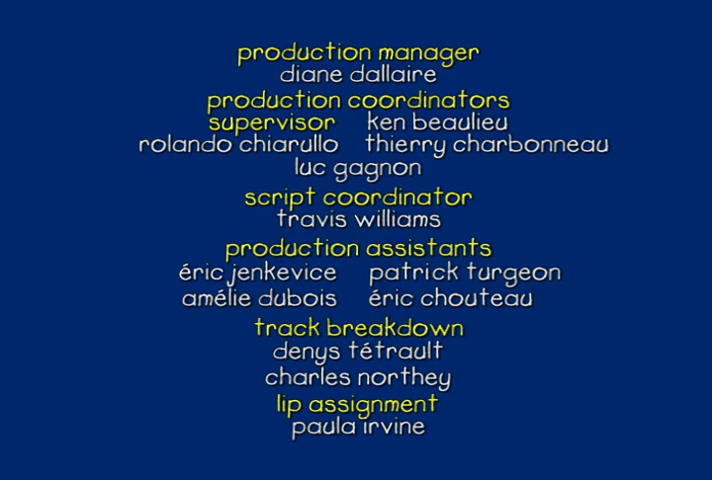 production manager
diane dallaire
production coordinators
supervisor ken beaulieu
rolando chiarullo thierry charbonneau
luc gagnon
script coordinator
travis williams
production assistants
éric jenkevice patrick turgeon
amélie dubois éric chouteau
track breakdown
denys tétrault
charles northey
lip assignment
paula irvine